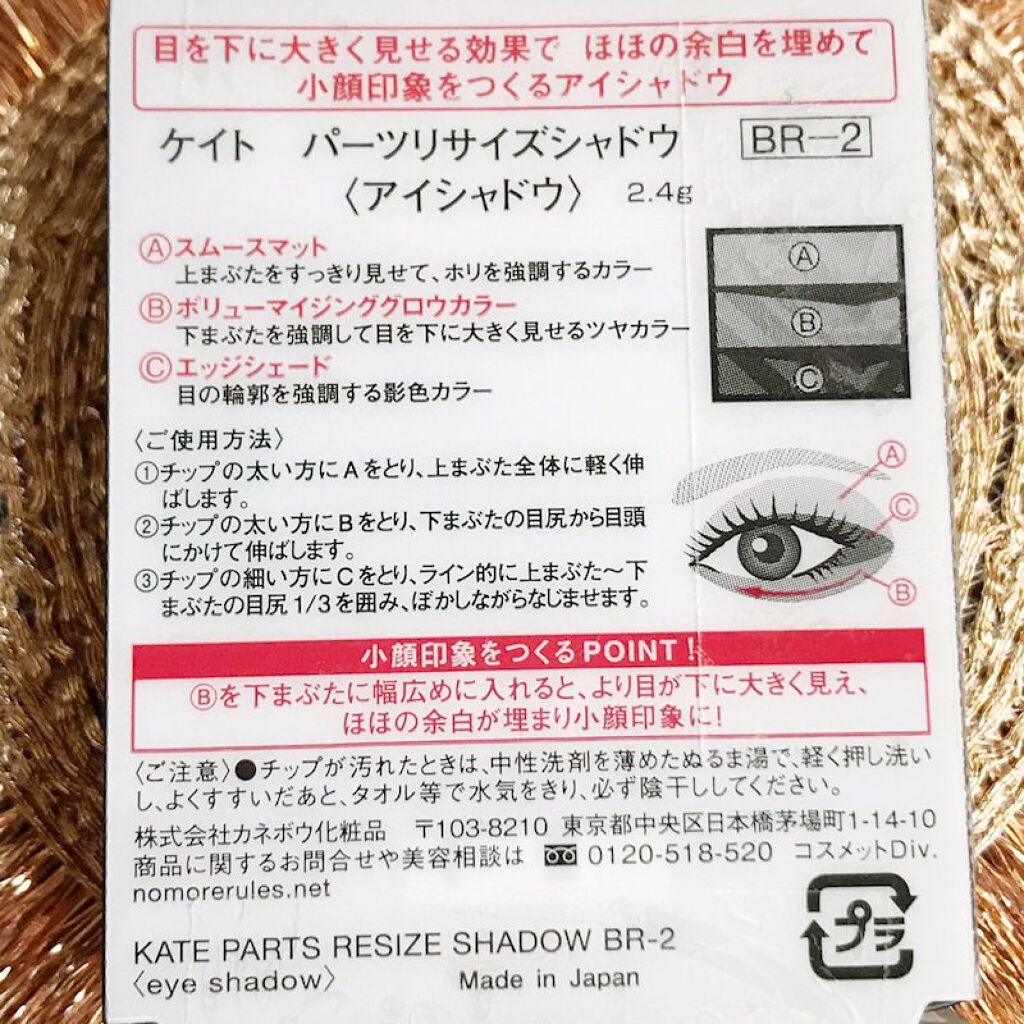 目を下に大きく見せる効果で ほほの余白を埋めて
小顔印象をつくるアイシャドウ
ケイト パーツリサイズシャドウ BR-2
〈アイシャドウ〉 2.4g
Ⓐスムースマット
上まぶたをすっきり見せて、ホリを強調するカラー
Ⓑボリューマイジンググロウカラー
下まぶたを強調して目を下に大きく見せるツヤカラー
Ⓒエッジシェード
目の輪郭を強調する影色カラー
Ⓐ
Ⓑ
Ⓒ
〈ご使用方法〉
①チップの太い方にAをとり、上まぶた全体に軽く伸
ばします。
②チップの太い方にBをとり、下まぶたの目尻から目頭
にかけて伸ばします。
③チップの細い方にCをとり、ライン的に上まぶた〜下
まぶたの目尻1/3を囲み、ぼかしながらなじませます。
Ⓐ
Ⓒ
Ⓑ
小顔印象をつくるPOINT!
Ⓑを下まぶたに幅広めに入れると、より目が下に大きく見え、
ほほの余白が埋まり小顔印象に!
〈ご注意〉●チップが汚れたときは、中性洗剤を薄めたぬるま湯で、軽く押し洗い
し、よくすすいだあと、タオル等で水気をきり、必ず陰干ししてください。
株式会社カネボウ化粧品 〒103-8210 東京都中央区日本橋茅場町1-14-10
商品に関するお問合せや美容相談は 0120-518-520 コスメットDiv.
nomorerules.net
プラ
KATE PARTS RESIZE SHADOW BR-2
〈eye shadow〉 Made in Japan